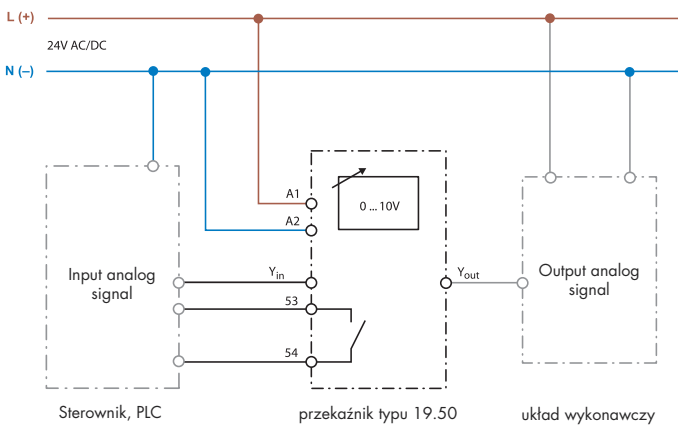 L (+)
24V AC/DC
N (–)
A1
0 ... 10V
A2
Input analog
signal
Yin
Yout
Output analog
signal
53
54
Sterownik, PLC
przekaźnik typu 19.50
układ wykonawczy